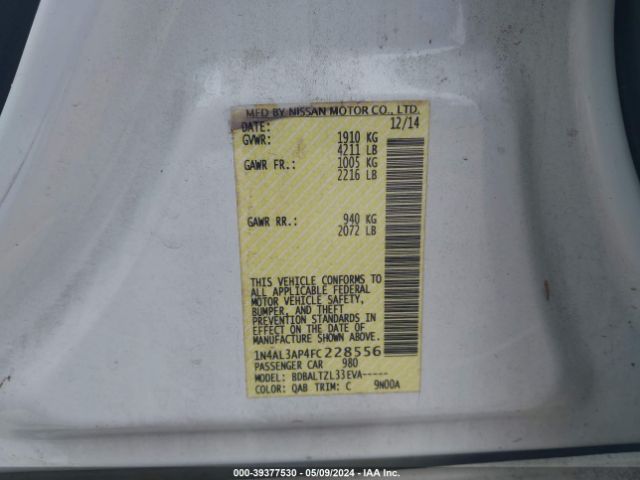 MFD BY NISSAN MOTOR CO., LTD.
DATE: 12/14
GVWR: 1910 KG
4211 LB
GAWR FR.: 1005 KG
2216 LB
GAWR RR.: 940 KG
2072 LB
THIS VEHICLE CONFORMS TO
ALL APPLICABLE FEDERAL
MOTOR VEHICLE SAFETY,
BUMPER, AND THEFT
PREVENTION STANDARDS IN
EFFECT ON THE DATE OF
MANUFACTURE SHOWN ABOVE.
1N4AL3AP4FC228556
PASSENGER CAR 980
MODEL: BDBALTZL33EVA-----
COLOR: QAB TRIM: C 9N00A
000-39377530 - 05/09/2024 - IAA Inc.